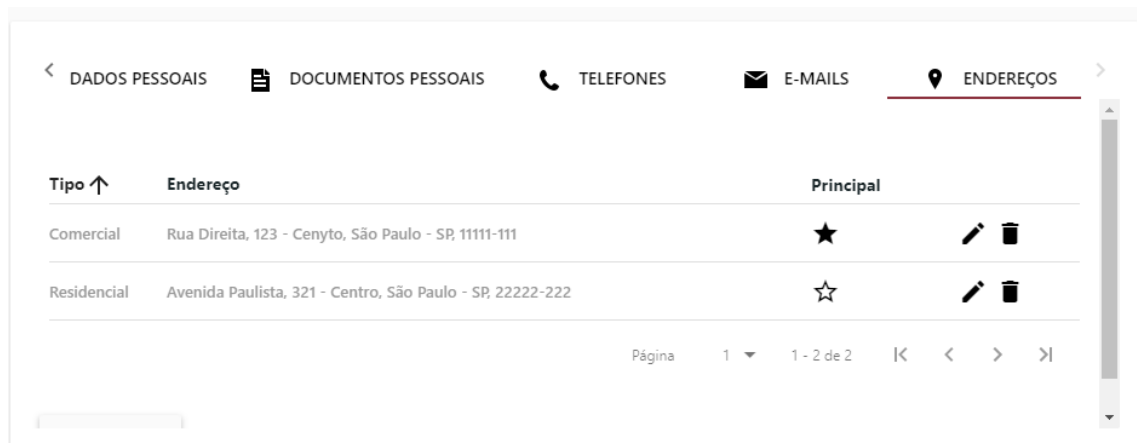 DADOS PESSOAIS DOCUMENTOS PESSOAIS TELEFONES E-MAILS ENDEREÇOS
Tipo Endereço Principal
Comercial Rua Direita, 123 - Cenyto, São Paulo - SP, 11111-111
Residencial Avenida Paulista, 321 - Centro, São Paulo - SP, 22222-222
Página 1 1 - 2 de 2